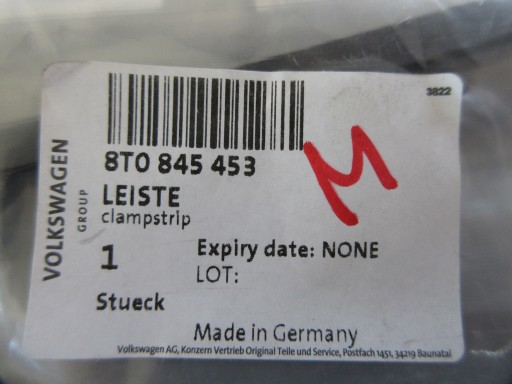 3822
VOLKSWAGEN
GROUP
8T0 845 453
LEISTE
clampstrip
M
1
Expiry date: NONE
LOT:
Stueck
Made in Germany
Volkswagen AG, Konzern Vertrieb Original Teile und Service, Postfach 1451, 34219 Baunatal